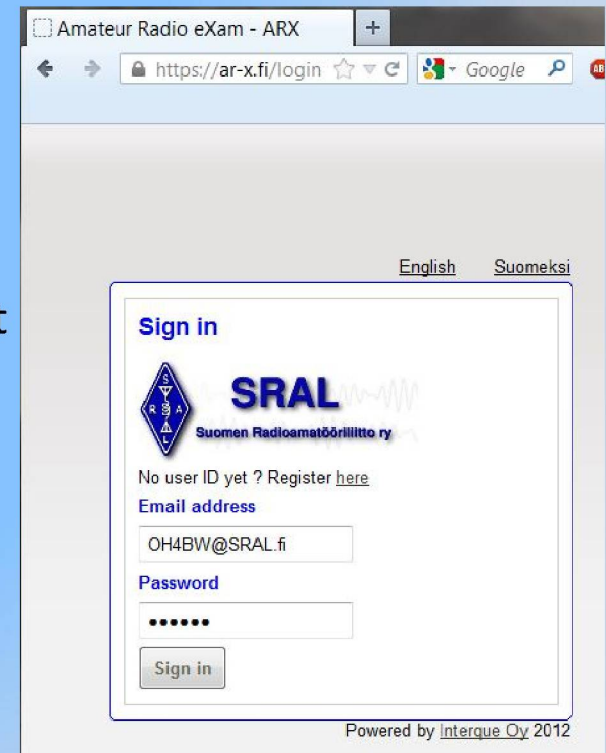 Amateur Radio eXam - ARX
https://ar-x.fi/login Google
English Suomeksi
t
Sign in
S
R A
L
SRAL
Suomen Radioamatööriliitto ry
No user ID yet ? Register here
Email address
OH4BW@SRAL.fi
Password
••••••
Sign in
Powered by Interque Oy 2012